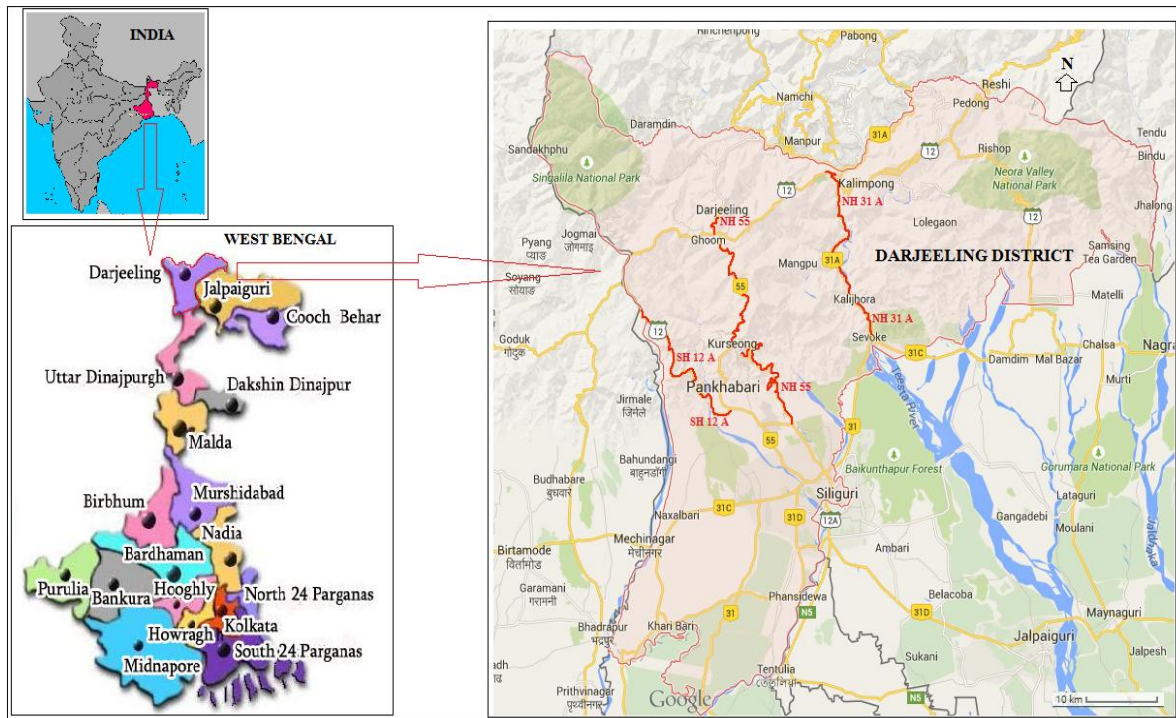 INDIA
WEST BENGAL
Darjeeling
Jalpaiguri
Cooch Behar
Uttar Dinajpurgh
Dakshin Dinajpur
Malda
Birbhum
Murshidabad
Nadia
Bardhaman
Purulia
Bankura
Hooghly
North 24 Parganas
Kolkata
Howragh
South 24 Parganas
Midnapore
Rinchenpong
Pabong
N
Reshi
Namchi
Pedong
Daramdin
Manpur
31A
Tendu
Bindu
Sandakhphu
12
Rishop
Singalila National Park
Neora Valley
National Park
12
Kalimpong
NH 31 A
Jhalong
Darjeeling
NH 55
Lolegaon
12
Jogmai
जोगमाइ
Pyang
प्याङ
Ghoom
Samsing
Tea Garden
Mangpu
31A
DARJEELING DISTRICT
Soyang
सोयाङ
55
Kalijhora
Matelli
NH 31 A
12
Goduk
गोदुक
Kurseong
Sevoke
31C
Chalsa
Nagra
SH 12 A
Damdim
Mal Bazar
Pankhabari
NH 55
Murti
Jirmale
जिर्मले
Teesta River
SH 12 A
55
31
Bahundangi
बाहुनडाँगी
Baikunthapur Forest
Gorumara National Park
Budhabare
बुधवारे
Siliguri
Lataguri
31C
31D
12A
Naxalbari
Gangadebi
Moulani
Jaldhaka
Mechinagar
मेचीनगर
Ambari
Birtamode
विर्तामोड
Garamani
गरामनी
Phansidewa
Belacoba
31
N5
31D
Maynaguri
Bhadrapur
भद्रपुर
Khari Bari
Jalpaiguri
Sukani
Jalpesh
Tentulia
Prithvinagar
पृथ्वीनगर
Google
N5
10 km